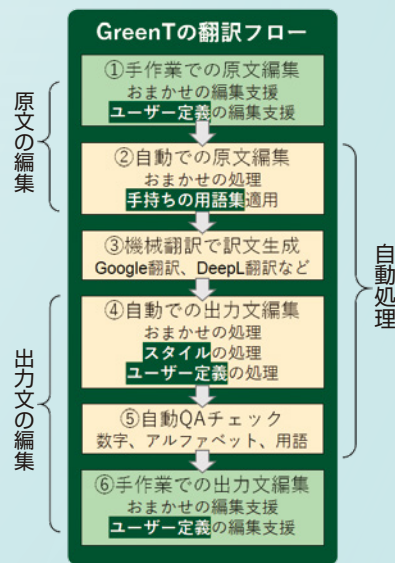 GreenTの翻訳フロー
①手作業での原文編集
おまかせの編集支援
ユーザー定義の編集支援
②自動での原文編集
おまかせの処理
手持ちの用語集適用
③機械翻訳で訳文生成
Google翻訳、DeepL翻訳など
④自動での出力文編集
おまかせの処理
スタイルの処理
ユーザー定義の処理
⑤自動QAチェック
数字、アルファベット、用語
⑥手作業での出力文編集
おまかせの編集支援
ユーザー定義の編集支援
原文の編集
出力文の編集
自動処理